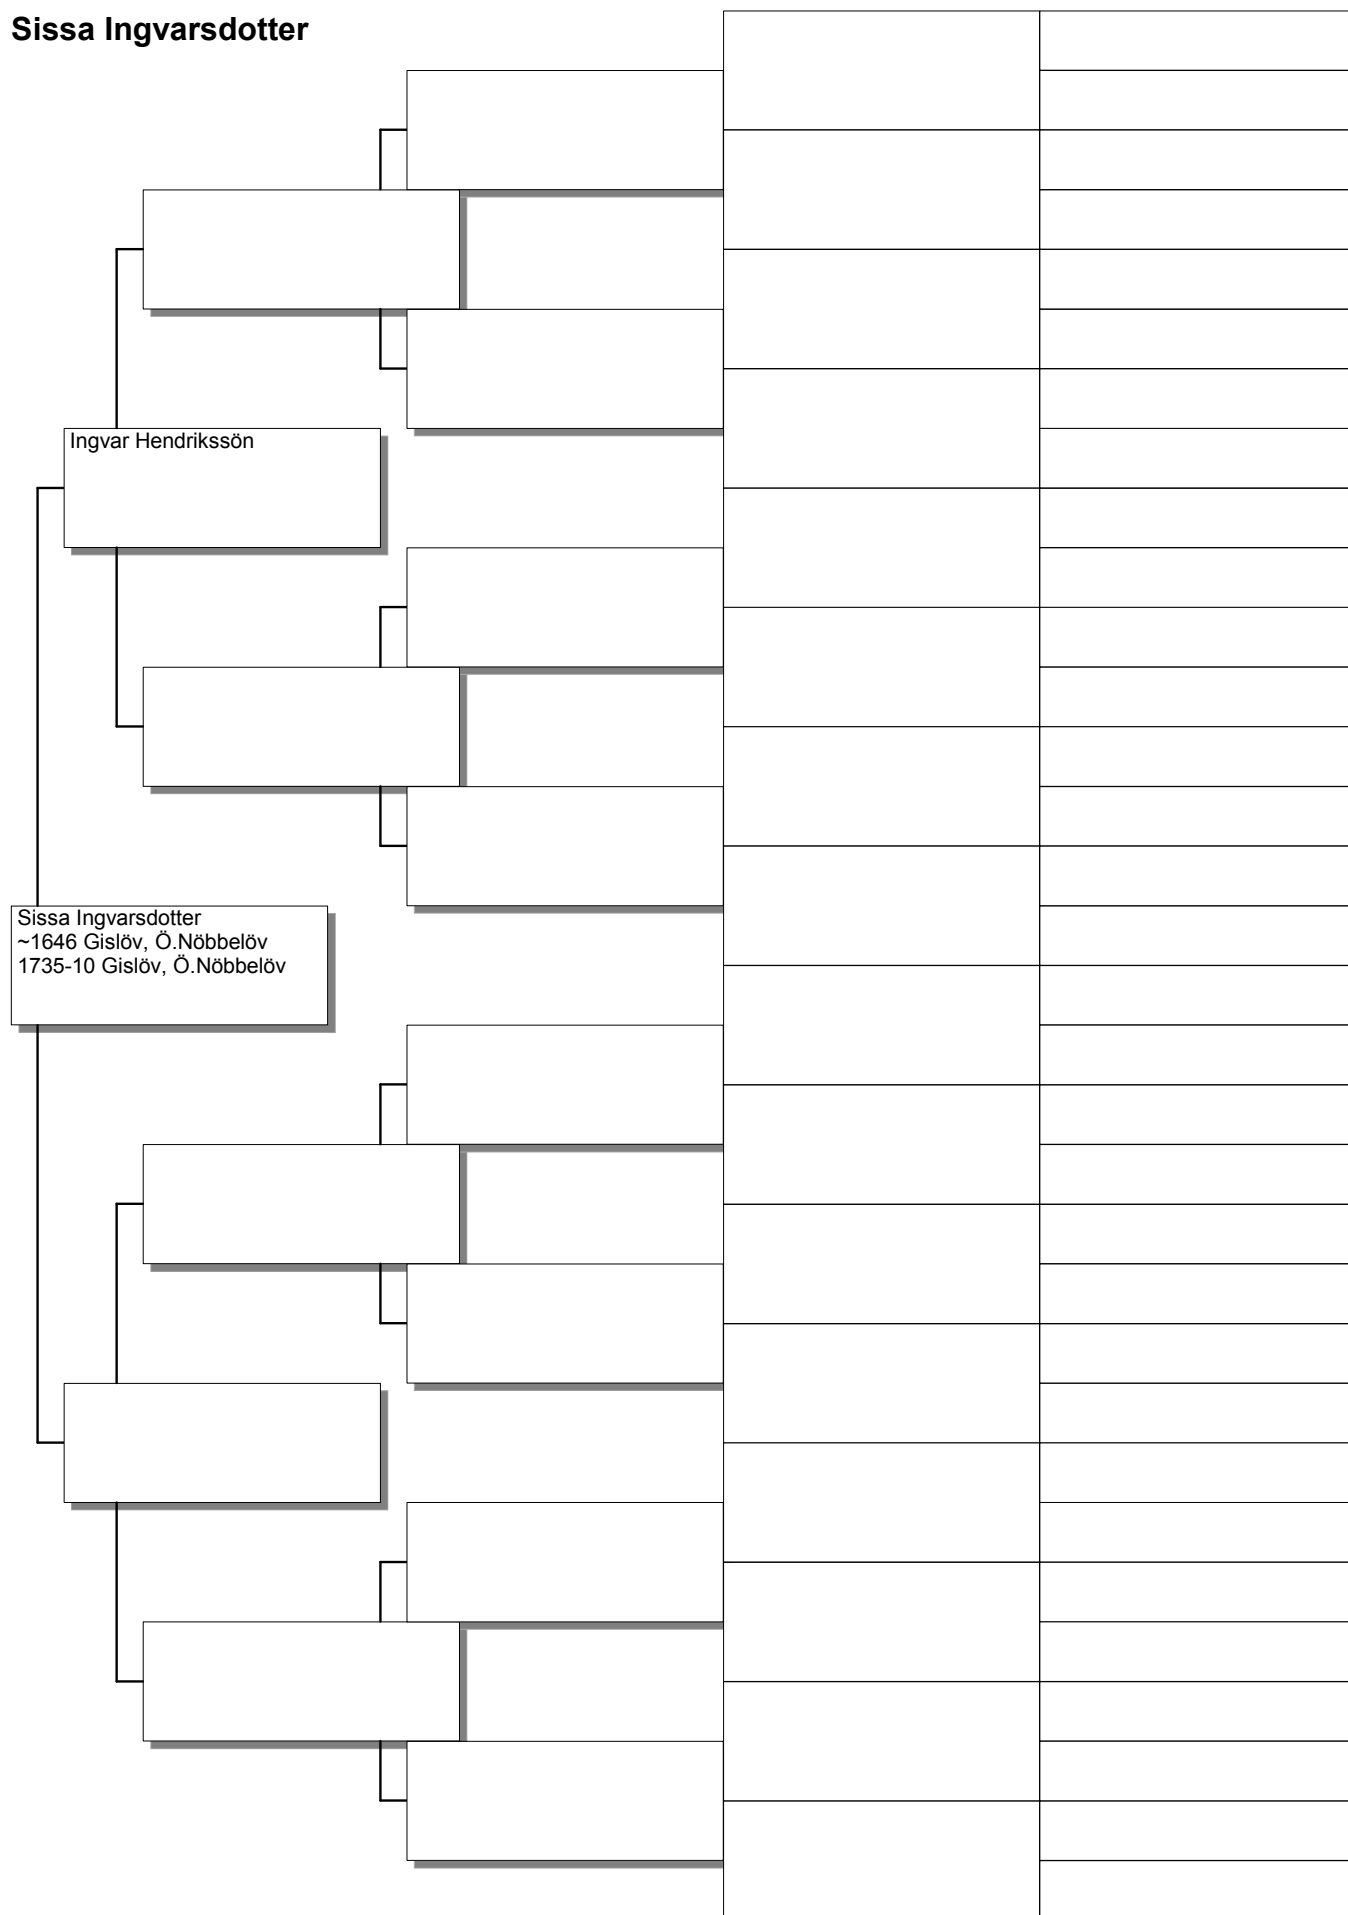 Sissa Ingvarsdotter
Ingvar Hendrikssön
Sissa Ingvarsdotter
~1646 Gislöv, Ö.Nöbbelöv
1735-10 Gislöv, Ö.Nöbbelöv